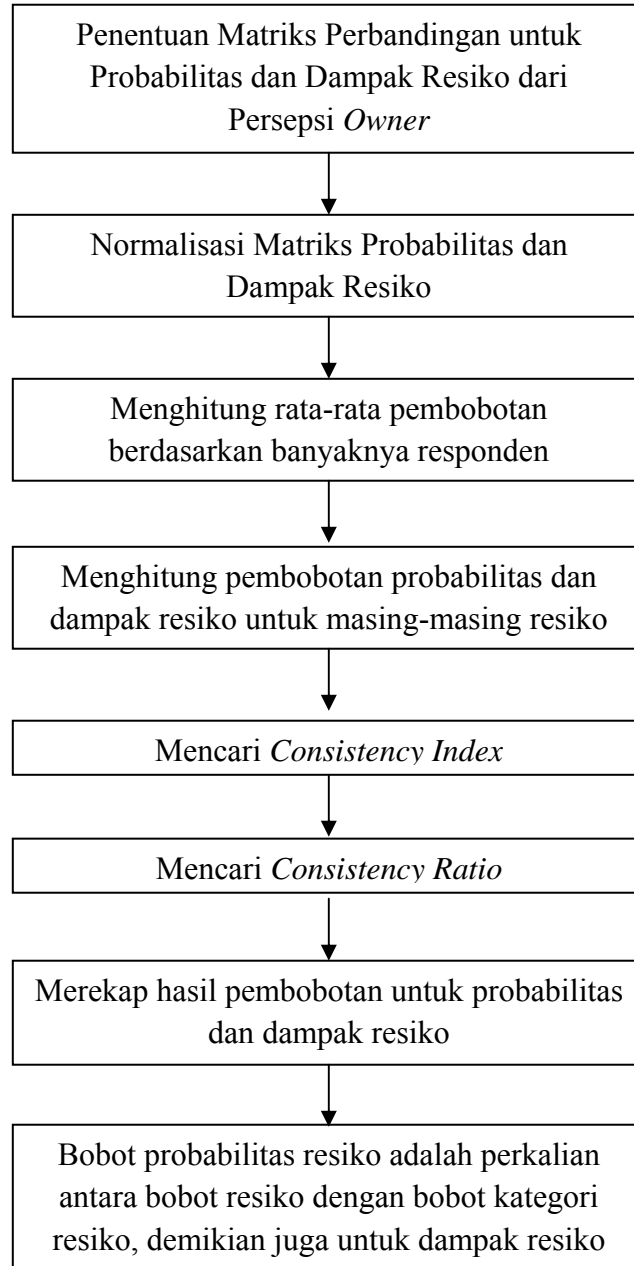 Penentuan Matriks Perbandingan untuk
Probabilitas dan Dampak Resiko dari
Persepsi Owner
Normalisasi Matriks Probabilitas dan
Dampak Resiko
Menghitung rata-rata pembobotan
berdasarkan banyaknya responden
Menghitung pembobotan probabilitas dan
dampak resiko untuk masing-masing resiko
Mencari Consistency Index
Mencari Consistency Ratio
Merekap hasil pembobotan untuk probabilitas
dan dampak resiko
Bobot probabilitas resiko adalah perkalian
antara bobot resiko dengan bobot kategori
resiko, demikian juga untuk dampak resiko